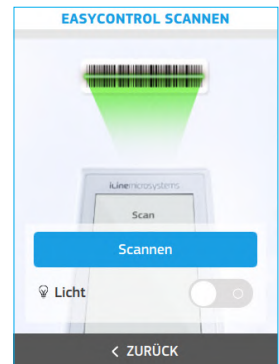 EASYCONTROL SCANNEN
iLinemicrosystems
Scan
Scannen
Licht
< ZURÜCK